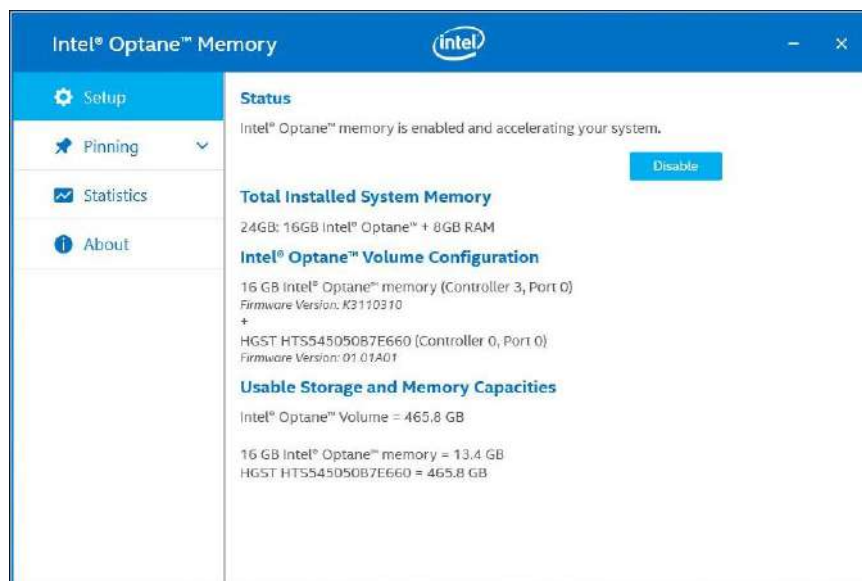 Intel® Optane™ Memory
intel
Setup
Pinning
Statistics
About
Status
Intel® Optane™ memory is enabled and accelerating your system.
Disable
Total Installed System Memory
24GB: 16GB Intel® Optane™ + 8GB RAM
Intel® Optane™ Volume Configuration
16 GB Intel® Optane™ memory (Controller 3, Port 0)
Firmware Version: K3110310
+
HGST HTS545050B7E660 (Controller 0, Port 0)
Firmware Version: 01.01A01
Usable Storage and Memory Capacities
Intel® Optane™ Volume = 465.8 GB
16 GB Intel® Optane™ memory = 13.4 GB
HGST HTS545050B7E660 = 465.8 GB